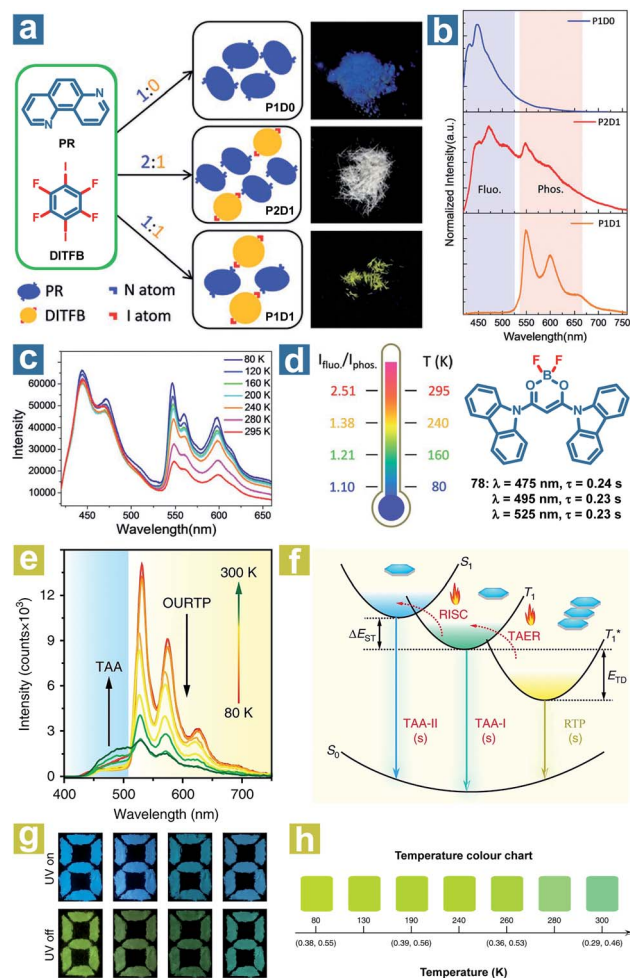 a
N
N
PR
I
F
F
F
F
I
DITFB
1:0
2:1
1:1
P1D0
P2D1
P1D1
PR
N atom
DITFB
I atom
b
Normalized Intensity(a.u.)
P1D0
P2D1
Fluo.
Phos.
P1D1
450 500 550 600 650 700 750
Wavelength(nm)
c
Intensity
60000
50000
40000
30000
20000
10000
80 K
120 K
160 K
200 K
240 K
280 K
295 K
450 500 550 600 650
Wavelength(nm)
d
Ifluo./Iphos. T (K)
2.51 295
1.38 240
1.21 160
1.10 80
F F
B
O O
N N
78: λ = 475 nm, τ = 0.24 s
λ = 495 nm, τ = 0.23 s
λ = 525 nm, τ = 0.23 s
e
Intensity (counts×10³)
15
12
9
6
3
0
TAA
OURTP
300 K
80 K
400 500 600 700
Wavelength (nm)
f
S₁
T₁
T₁*
RISC
TAER
ΔEST
ETD
TAA-II
(s)
TAA-I
(s)
RTP
(s)
S₀
g
UV on
UV off
h
Temperature colour chart
80 130 190 240 260 280 300
(0.38, 0.55) (0.39, 0.56) (0.36, 0.53) (0.29, 0.46)
Temperature (K)